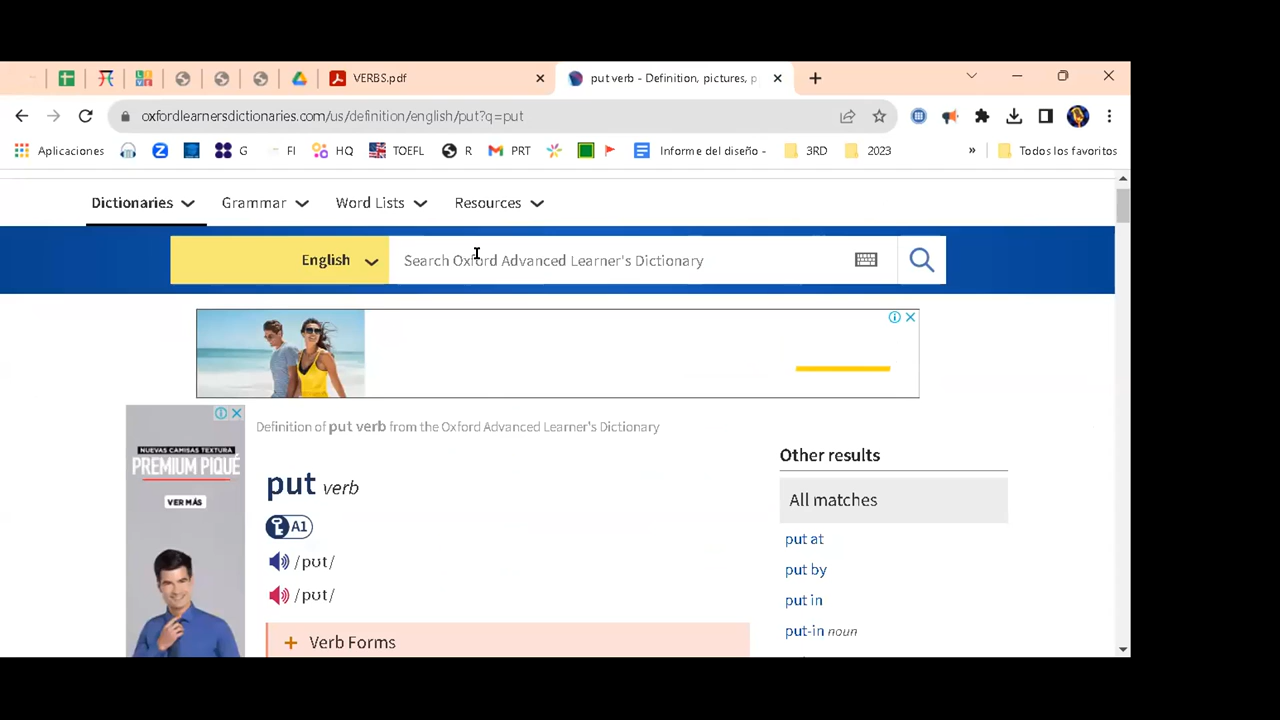 VERBS.pdf
put verb - Definition, pictures, p
oxfordlearnersdictionaries.com/us/definition/english/put?q=put
Aplicaciones
G
FI
HQ
TOEFL
R
PRT
Informe del diseño -
3RD
2023
»
Todos los favoritos
Dictionaries
Grammar
Word Lists
Resources
English
Search Oxford Advanced Learner's Dictionary
Definition of put verb from the Oxford Advanced Learner's Dictionary
NUEVAS CAMISAS TEXTURA
PREMIUM PIQUÉ
VER MÁS
put verb
A1
/pʊt/
/pʊt/
+ Verb Forms
Other results
All matches
put at
put by
put in
put-in noun